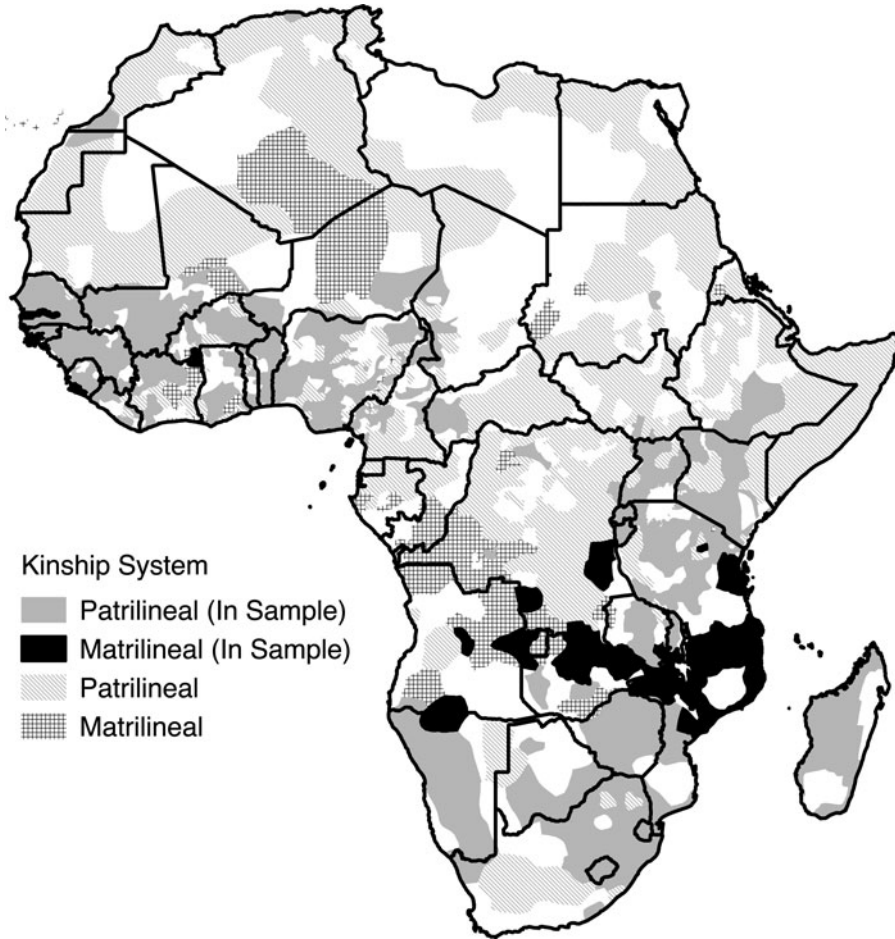 Kinship System
Patrilineal (In Sample)
Matrilineal (In Sample)
Patrilineal
Matrilineal